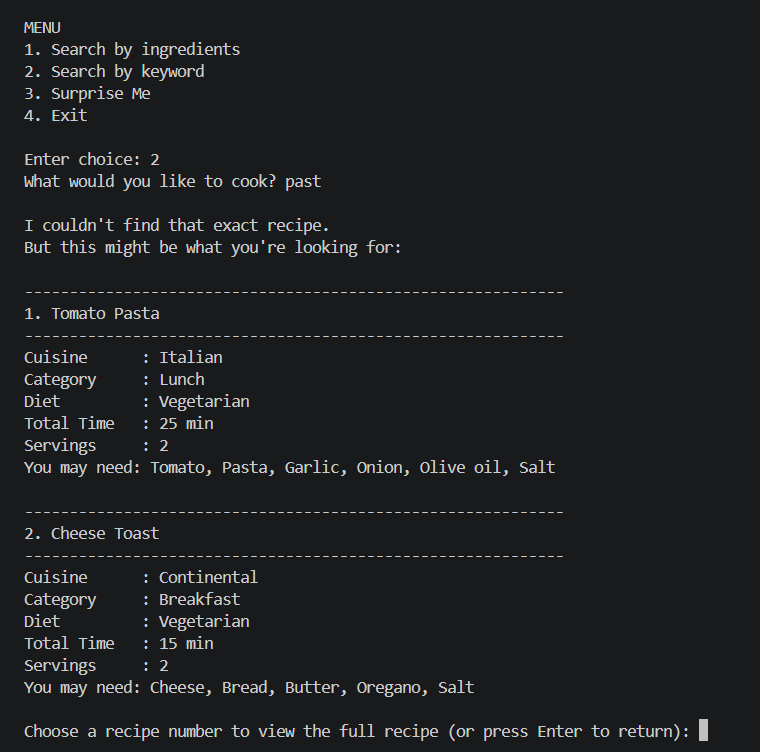 MENU
1. Search by ingredients
2. Search by keyword
3. Surprise Me
4. Exit
Enter choice: 2
What would you like to cook? past
I couldn't find that exact recipe.
But this might be what you're looking for:
------------------------------------------------------------
1. Tomato Pasta
------------------------------------------------------------
Cuisine      : Italian
Category     : Lunch
Diet         : Vegetarian
Total Time   : 25 min
Servings     : 2
You may need: Tomato, Pasta, Garlic, Onion, Olive oil, Salt
------------------------------------------------------------
2. Cheese Toast
------------------------------------------------------------
Cuisine      : Continental
Category     : Breakfast
Diet         : Vegetarian
Total Time   : 15 min
Servings     : 2
You may need: Cheese, Bread, Butter, Oregano, Salt
Choose a recipe number to view the full recipe (or press Enter to return):